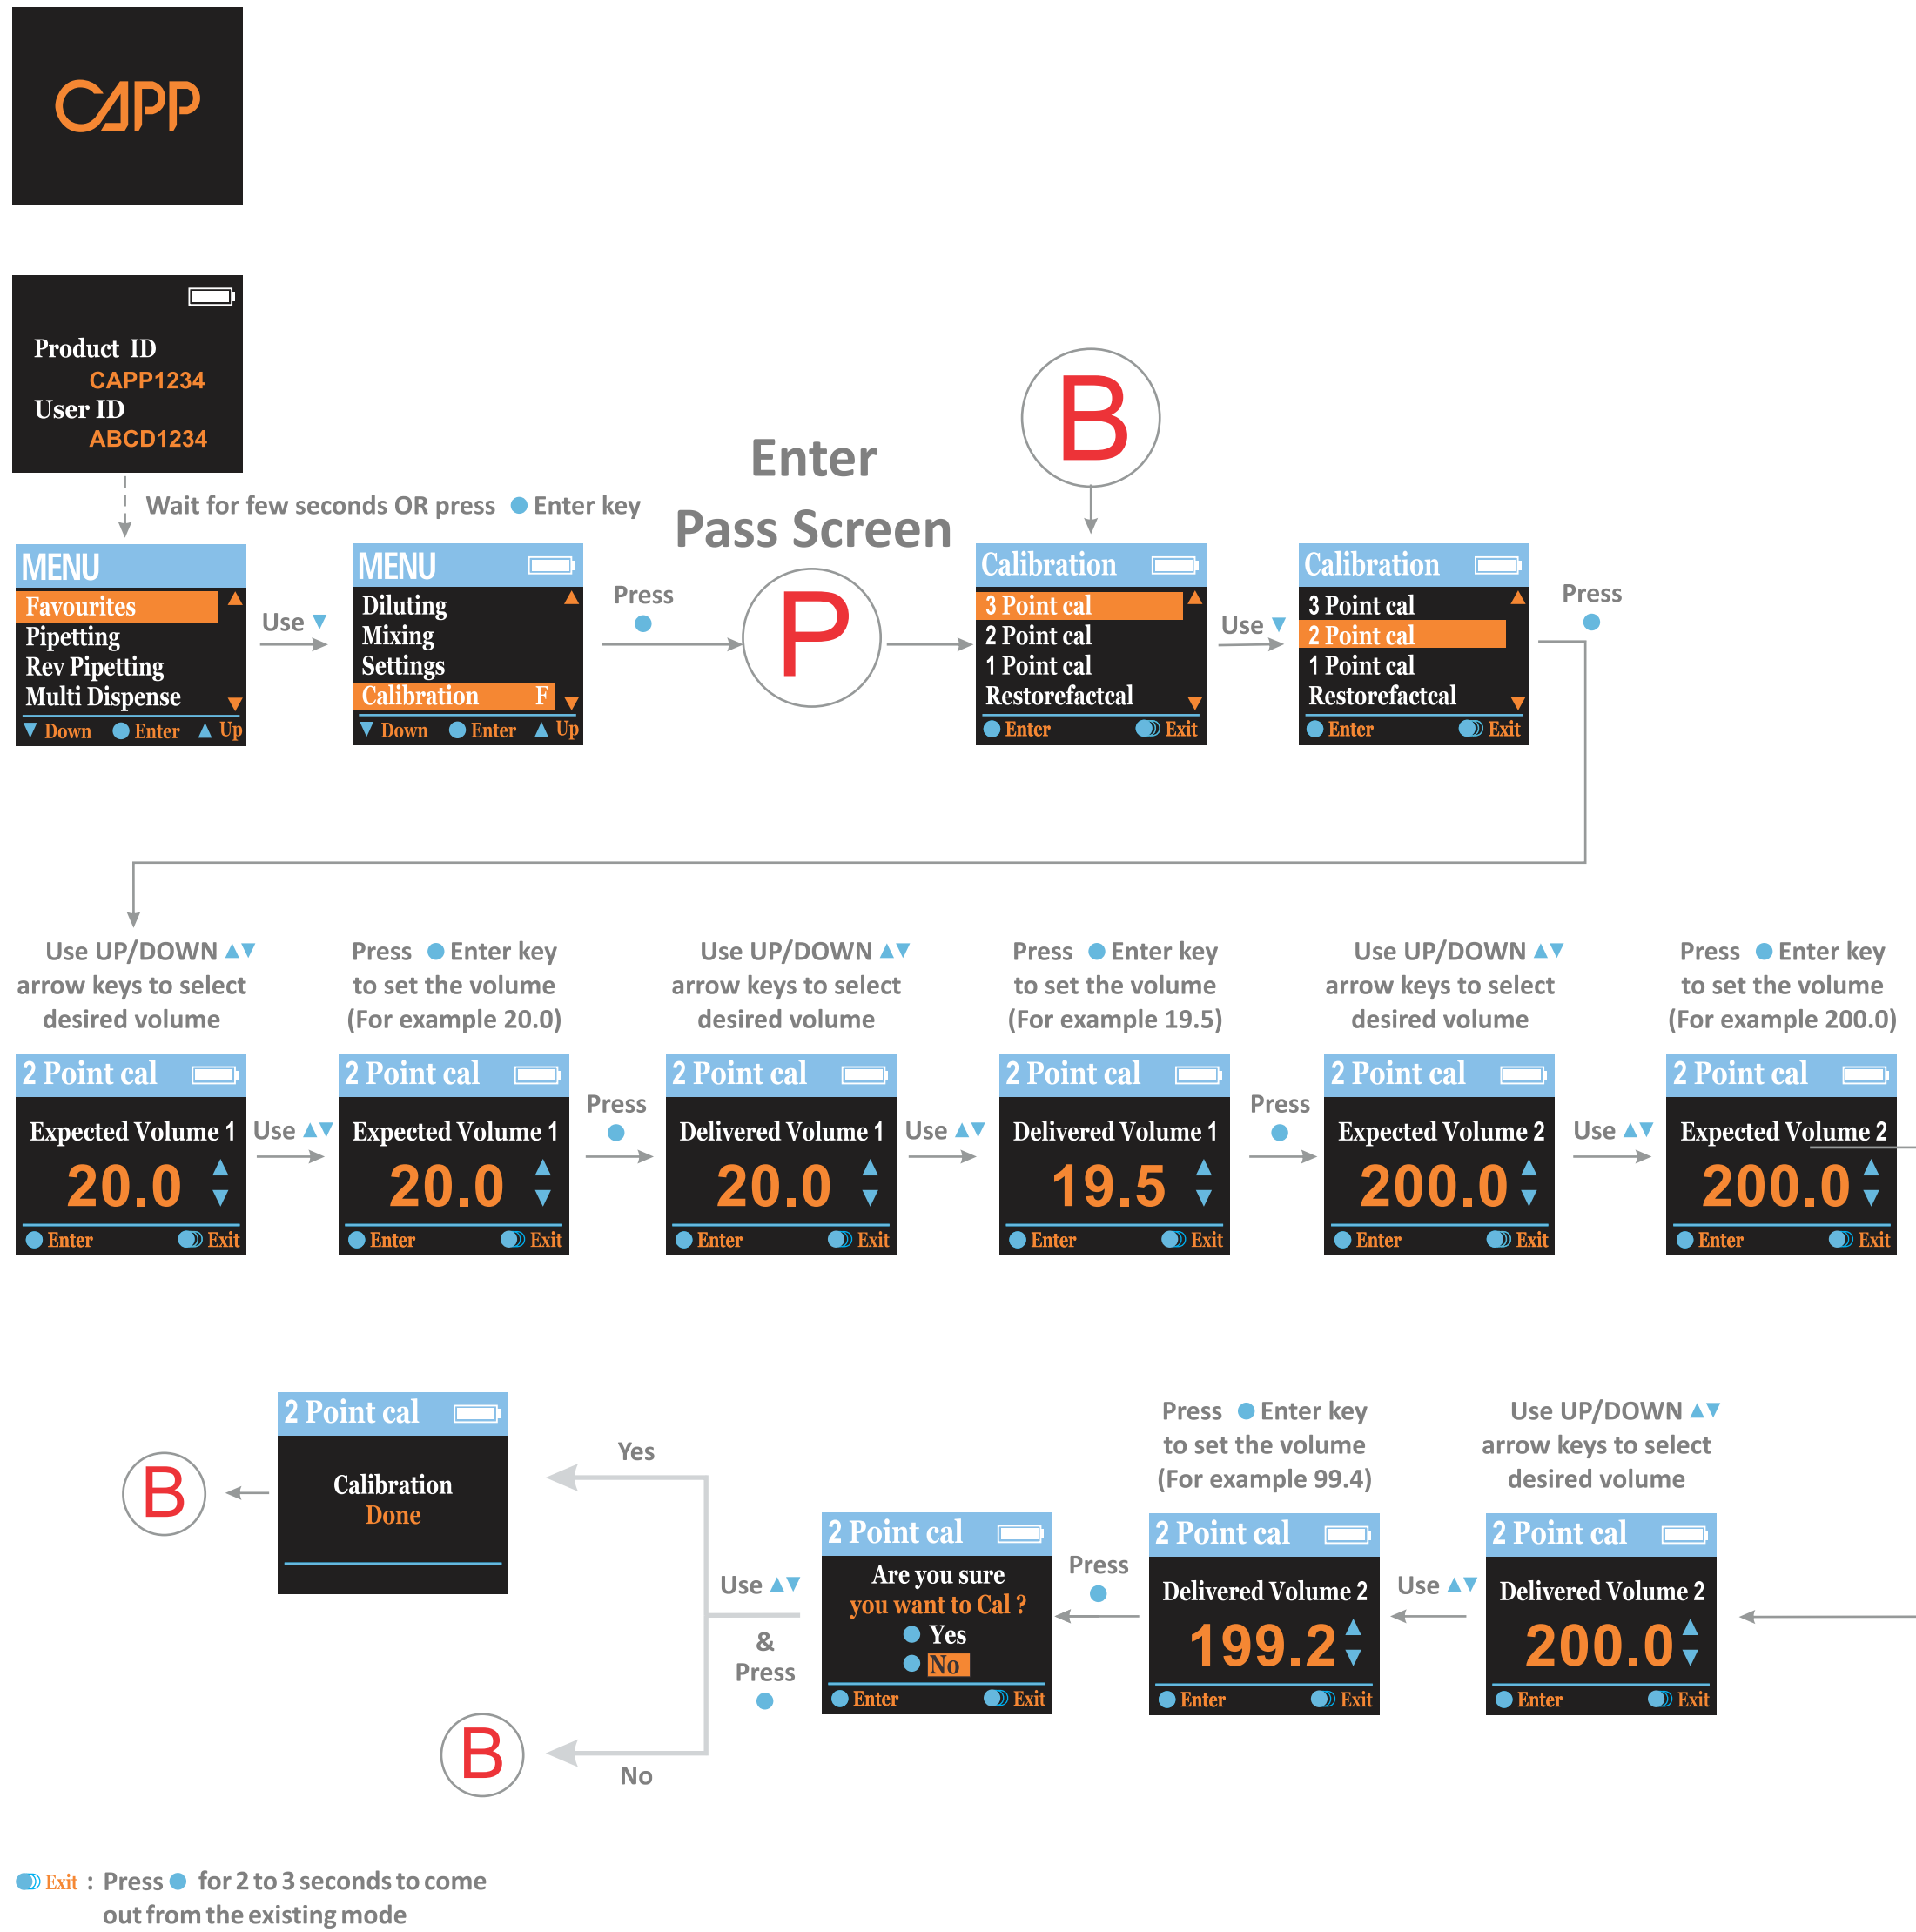 CAPP
Product ID
CAPP1234
User ID
ABCD1234
Wait for few seconds OR press Enter key
MENU
Favourites
Pipetting
Rev Pipetting
Multi Dispense
Down Enter Up
Use
MENU
Diluting
Mixing
Settings
Calibration F
Down Enter Up
Press
Enter
Pass Screen
P
B
Calibration
3 Point cal
2 Point cal
1 Point cal
Restorefactcal
Enter Exit
Use
Calibration
3 Point cal
2 Point cal
1 Point cal
Restorefactcal
Enter Exit
Press
Use UP/DOWN
arrow keys to select
desired volume
2 Point cal
Expected Volume 1
20.0
Enter Exit
Use
Press Enter key
to set the volume
(For example 20.0)
2 Point cal
Expected Volume 1
20.0
Enter Exit
Press
Use UP/DOWN
arrow keys to select
desired volume
2 Point cal
Delivered Volume 1
20.0
Enter Exit
Use
Press Enter key
to set the volume
(For example 19.5)
2 Point cal
Delivered Volume 1
19.5
Enter Exit
Press
Use UP/DOWN
arrow keys to select
desired volume
2 Point cal
Expected Volume 2
200.0
Enter Exit
Use
Press Enter key
to set the volume
(For example 200.0)
2 Point cal
Expected Volume 2
200.0
Enter Exit
Use UP/DOWN
arrow keys to select
desired volume
2 Point cal
Delivered Volume 2
200.0
Enter Exit
Use
Press Enter key
to set the volume
(For example 99.4)
2 Point cal
Delivered Volume 2
199.2
Enter Exit
Press
2 Point cal
Are you sure
you want to Cal ?
Yes
No
Enter Exit
Use
&
Press
Yes
2 Point cal
Calibration
Done
B
No
B
Exit : Press for 2 to 3 seconds to come
out from the existing mode